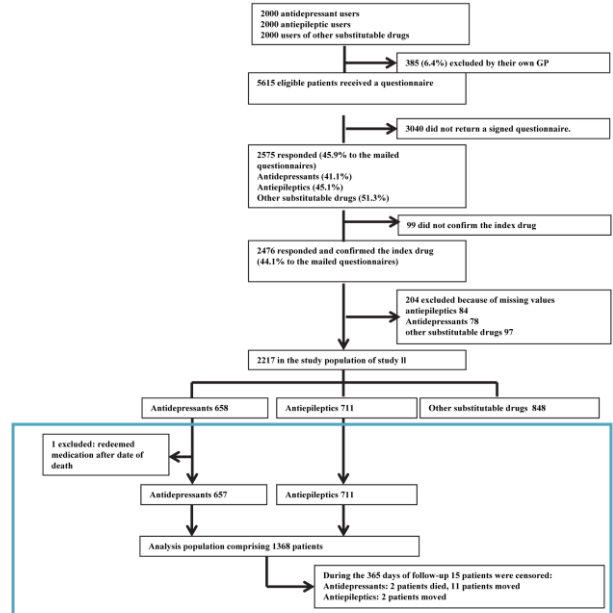 2000 antidepressant users
2000 antiepileptic users
2000 users of other substitutable drugs
385 (6.4%) excluded by their own GP
5615 eligible patients received a questionnaire
3040 did not return a signed questionnaire.
2575 responded (45.9% to the mailed
questionnaires)
Antidepressants (41.1%)
Antiepileptics (45.1%)
Other substitutable drugs (51.3%)
99 did not confirm the index drug
2476 responded and confirmed the index drug
(44.1% to the mailed questionnaires)
204 excluded because of missing values
antiepileptics 84
Antidepressants 78
other substitutable drugs 97
2217 in the study population of study II
Antidepressants 658
Antiepileptics 711
Other substitutable drugs 848
1 excluded: redeemed
medication after date of
death
Antidepressants 657
Antiepileptics 711
Analysis population comprising 1368 patients
During the 365 days of follow-up 15 patients were censored:
Antidepressants: 2 patients died, 11 patients moved
Antiepileptics: 2 patients moved